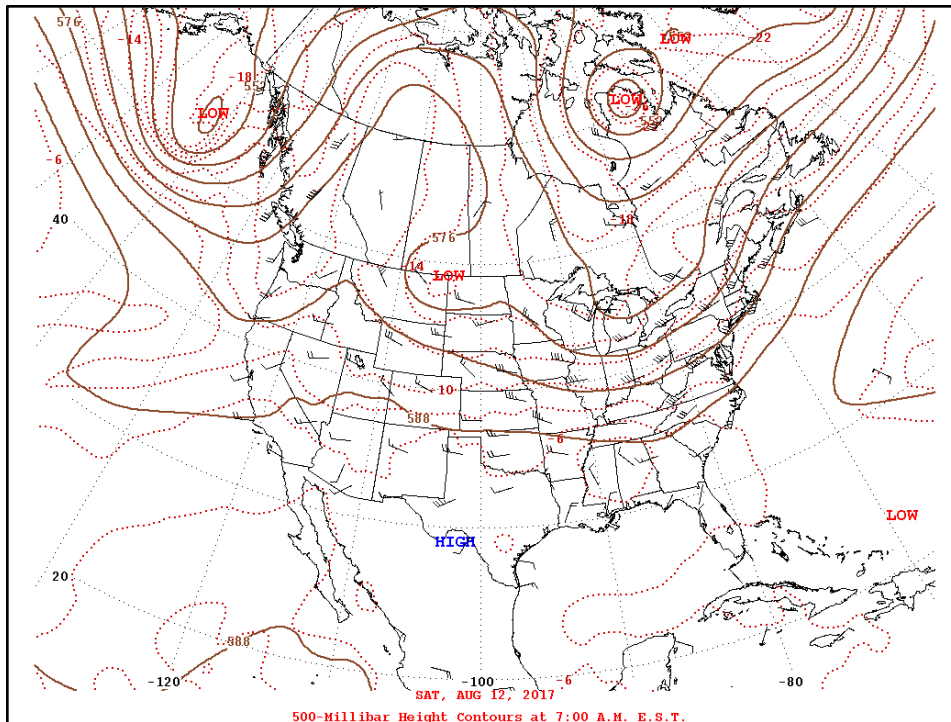 576
-14
LOW
-22
-18
LOW
LOW
-6
40
-18
576
-14
LOW
10
588
-6
LOW
HIGH
20
588
-120
-100
-6
-80
SAT, AUG 12, 2017
500-Millibar Height Contours at 7:00 A.M. E.S.T.